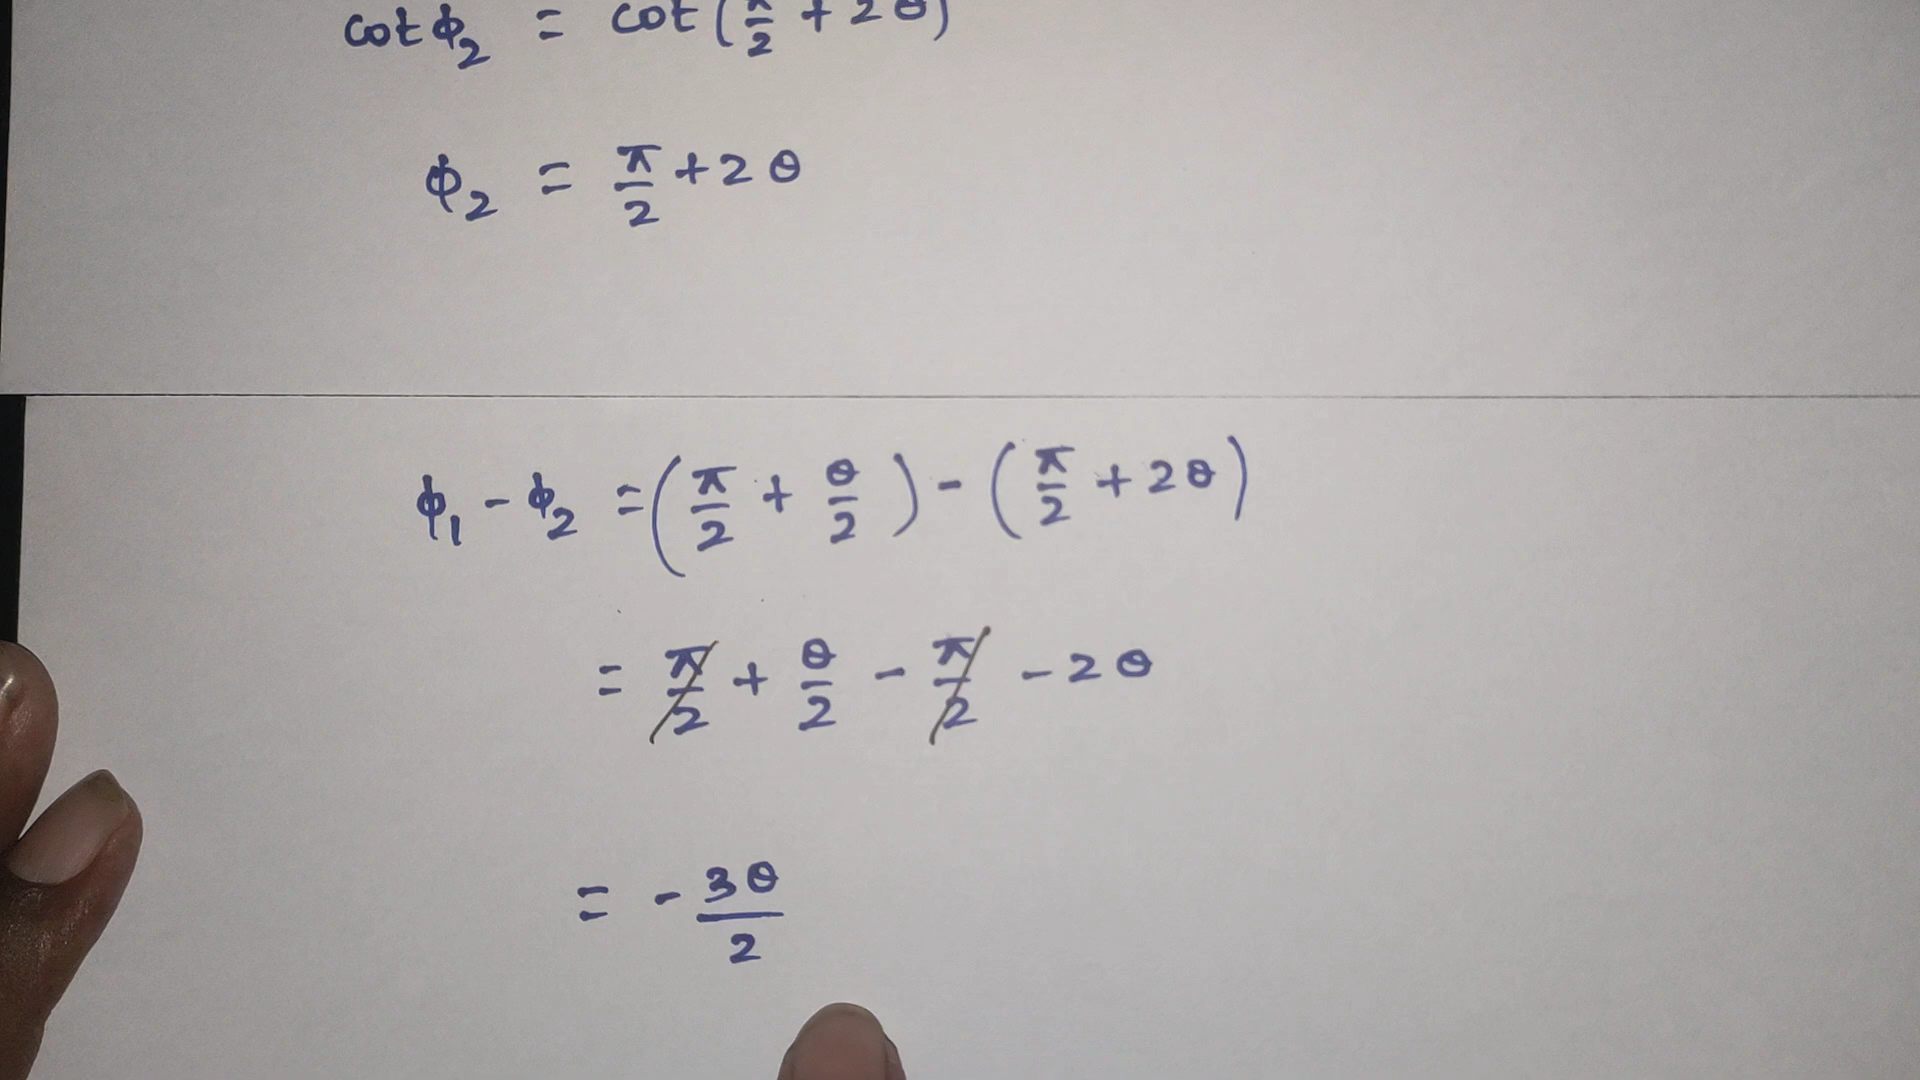 cot ϕ₂ = cot (π/2 + 2θ)
ϕ₂ = π/2 + 2θ
ϕ₁ - ϕ₂ = (π/2 + θ/2) - (π/2 + 2θ)
= π/2 + θ/2 - π/2 - 2θ
= - 3θ/2